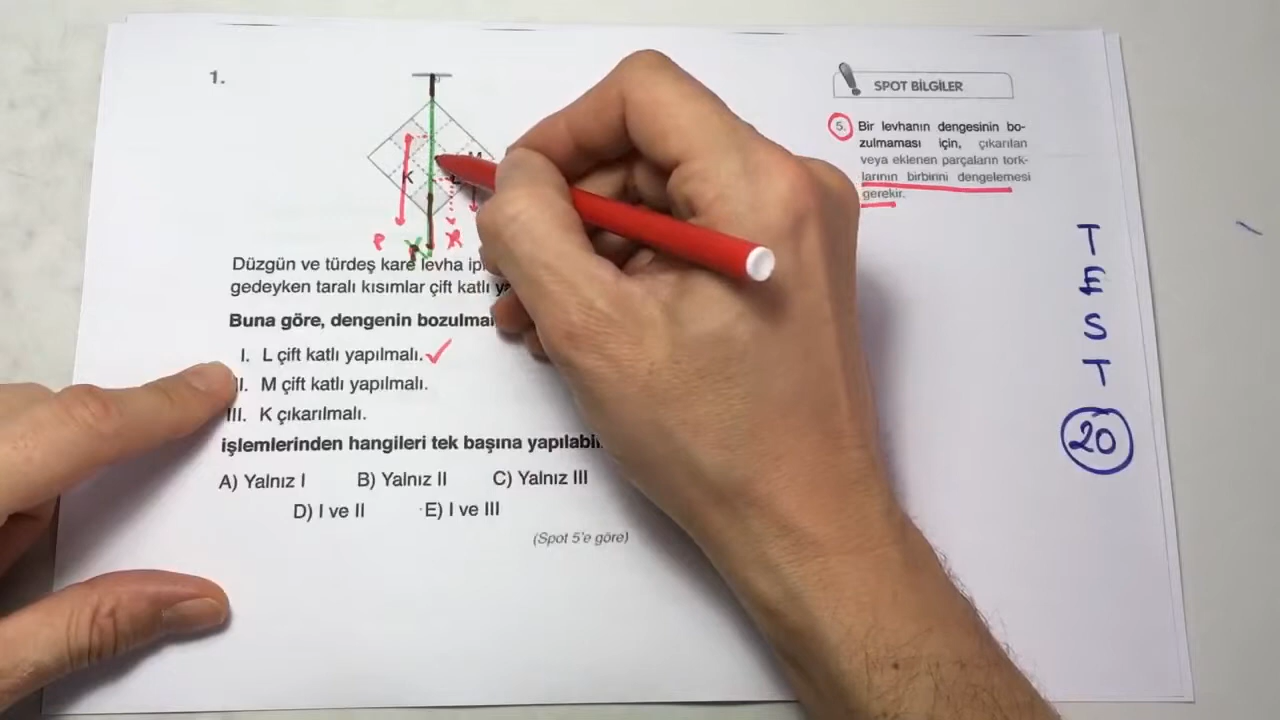 1.
K
M
P
Düzgün ve türdeş kare levha
gedeyken taralı kısımlar çift katlı
Buna göre, dengenin
I. L çift katlı yapılmalı.
II. M çift katlı yapılmalı.
III. K çıkarılmalı.
işlemlerinden hangileri tek başına
A) Yalnız I B) Yalnız II C) Yalnız III
D) I ve II E) I ve III
(Spot 5'e göre)
SPOT BİLGİLER
5. Bir levhanın dengesinin bo-
zulmaması için, çıkarılan
veya eklenen parçaların tork-
larının birbirini dengelemesi
gerekir.
TEST
20